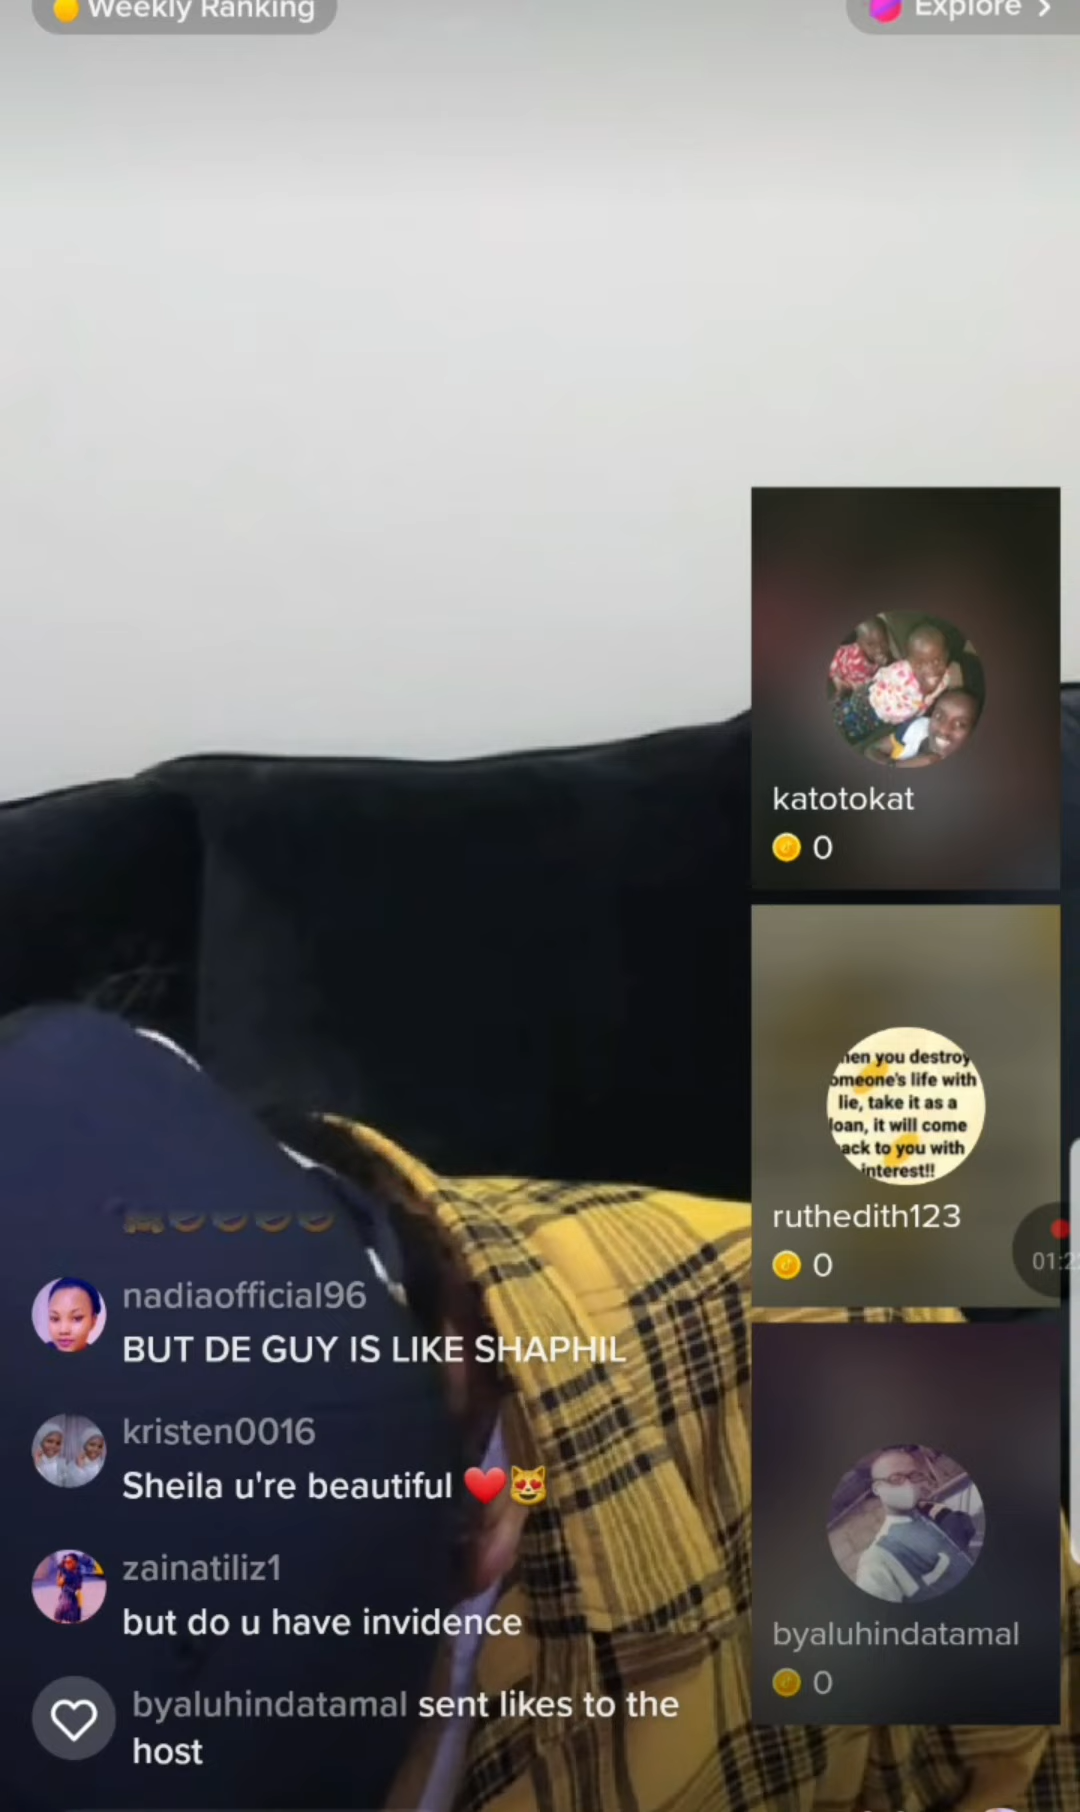 Weekly Ranking
Explore >
katotokat
0
hen you destroy
omeone's life with
lie, take it as a
loan, it will come
ack to you with
interest!!
ruthedith123
0
01:2
nadiaofficial96
BUT DE GUY IS LIKE SHAPHIL
kristen0016
Sheila u're beautiful ❤️😻
zainatiliz1
but do u have invidence
byaluhindatamal
0
byaluhindatamal sent likes to the
host